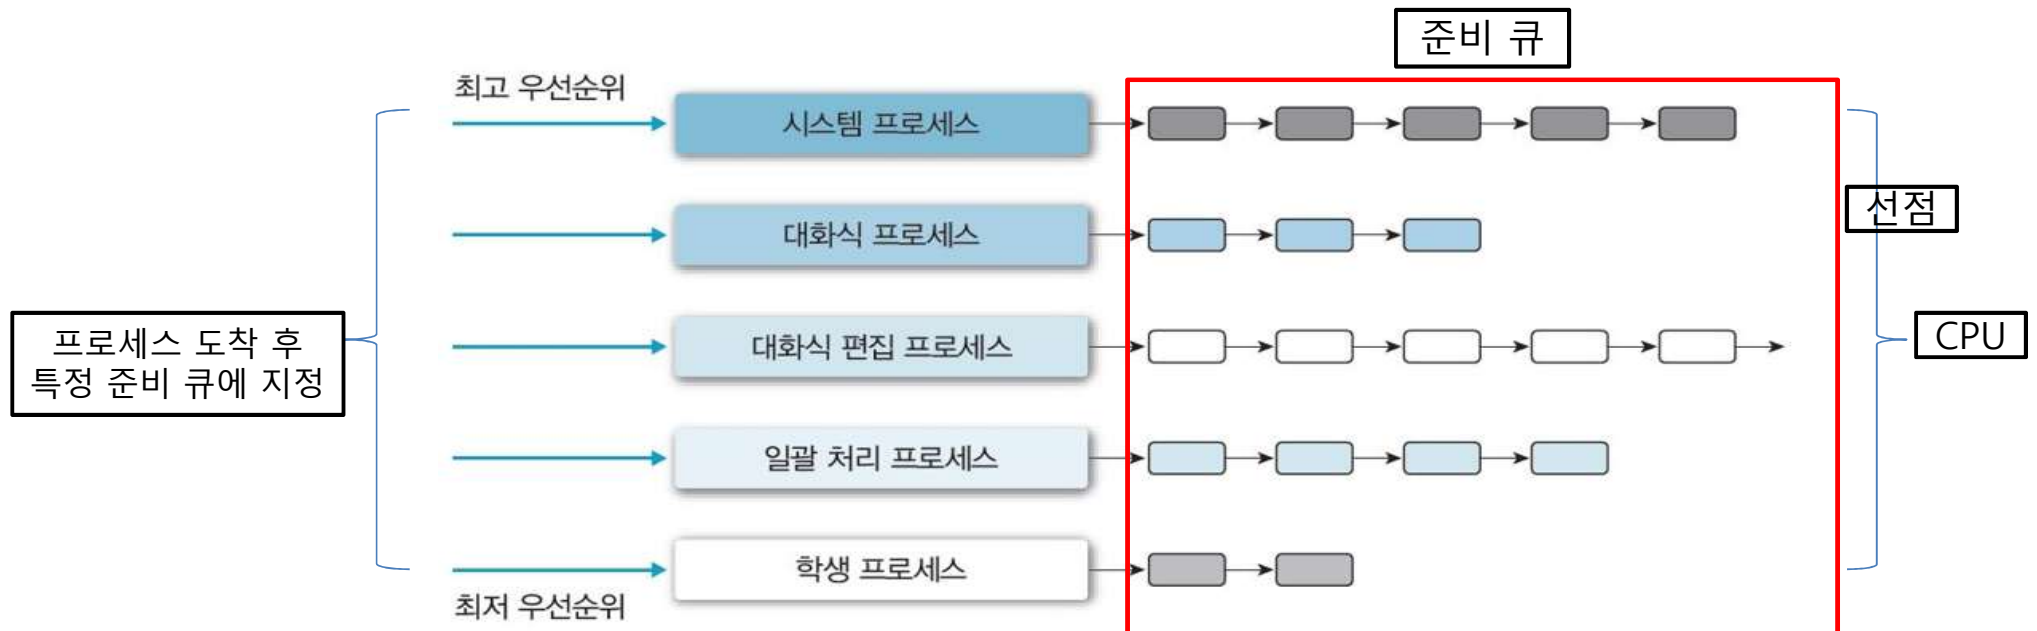 준비 큐
최고 우선순위
시스템 프로세스
선점
대화식 프로세스
프로세스 도착 후
특정 준비 큐에 지정
대화식 편집 프로세스
CPU
일괄 처리 프로세스
학생 프로세스
최저 우선순위